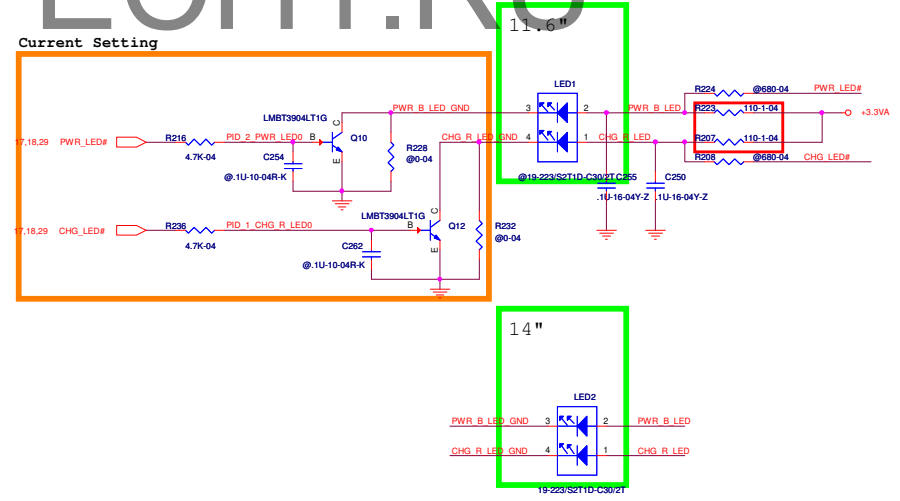 11.6"
Current Setting
LED1
R224 @680-04 PWR_LED#
PWR_B_LED_GND 3 2 PWR_B_LED R223 110-1-04 +3.3VA
LMBT3904LT1G
C
17,18,29 PWR_LED# R216 PID_2_PWR_LED0 B Q10
4.7K-04
E
CHG_R_LED_GND 4 1 CHG_R_LED R207 110-1-04
R228
@0-04
C254
@.1U-10-04R-K
R208 @680-04 CHG_LED#
@19-223/S2T1D-C30/2T C255 C250
.1U-16-04Y-Z .1U-16-04Y-Z
LMBT3904LT1G
C
17,18,29 CHG_LED# R236 PID_1_CHG_R_LED0 B Q12
4.7K-04
E
R232
@0-04
C262
@.1U-10-04R-K
14"
LED2
PWR_B_LED_GND 3 2 PWR_B_LED
CHG_R_LED_GND 4 1 CHG_R_LED
19-223/S2T1D-C30/2T